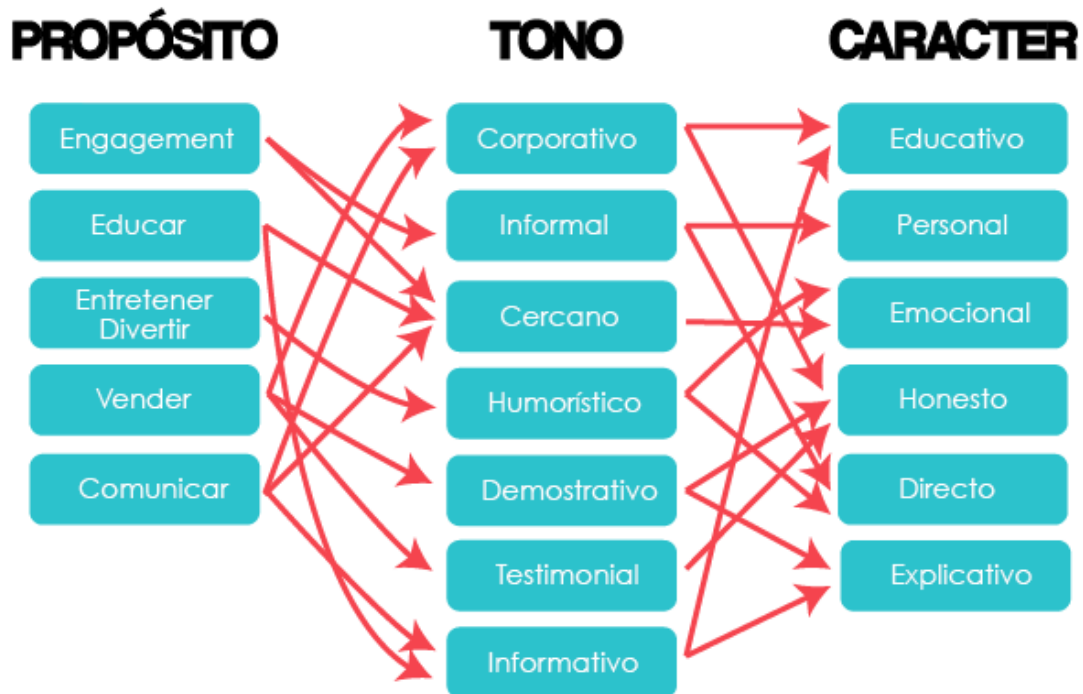 PROPÓSITO
TONO
CARACTER
Engagement
Educar
Entretener
Divertir
Vender
Comunicar
Corporativo
Informal
Cercano
Humorístico
Demostrativo
Testimonial
Informativo
Educativo
Personal
Emocional
Honesto
Directo
Explicativo